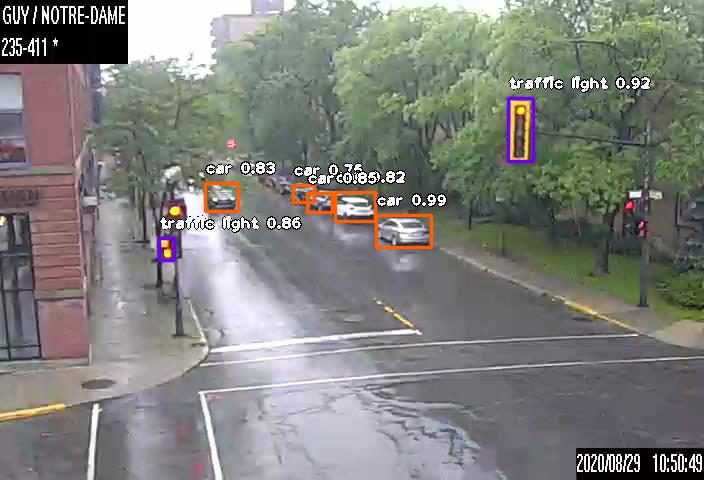 GUY / NOTRE-DAME
235-411 *
traffic light 0.92
car 0.83
car 0.75
car 0.85
0.82
car 0.99
traffic light 0.86
2020/08/29 10:50:49